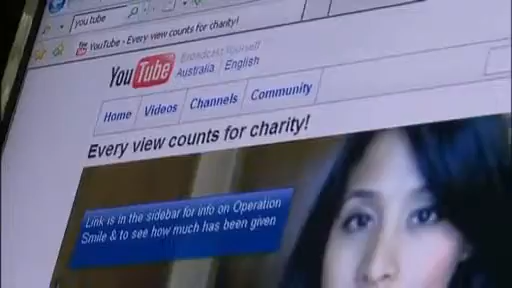 you tube
YouTube - Every view counts for charity!
YouTube
Broadcast Yourself
Australia | English
Home Videos Channels Community
Every view counts for charity!
Link is in the sidebar for info on Operation
Smile & to see how much has been given